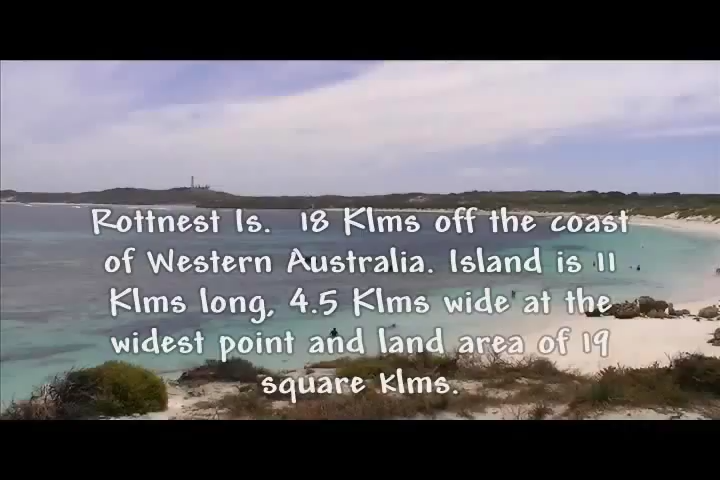 Rottnest Is.  18 Klms off the coast
of Western Australia. Island is 11
Klms long, 4.5 Klms wide at the
widest point and land area of 19
square klms.